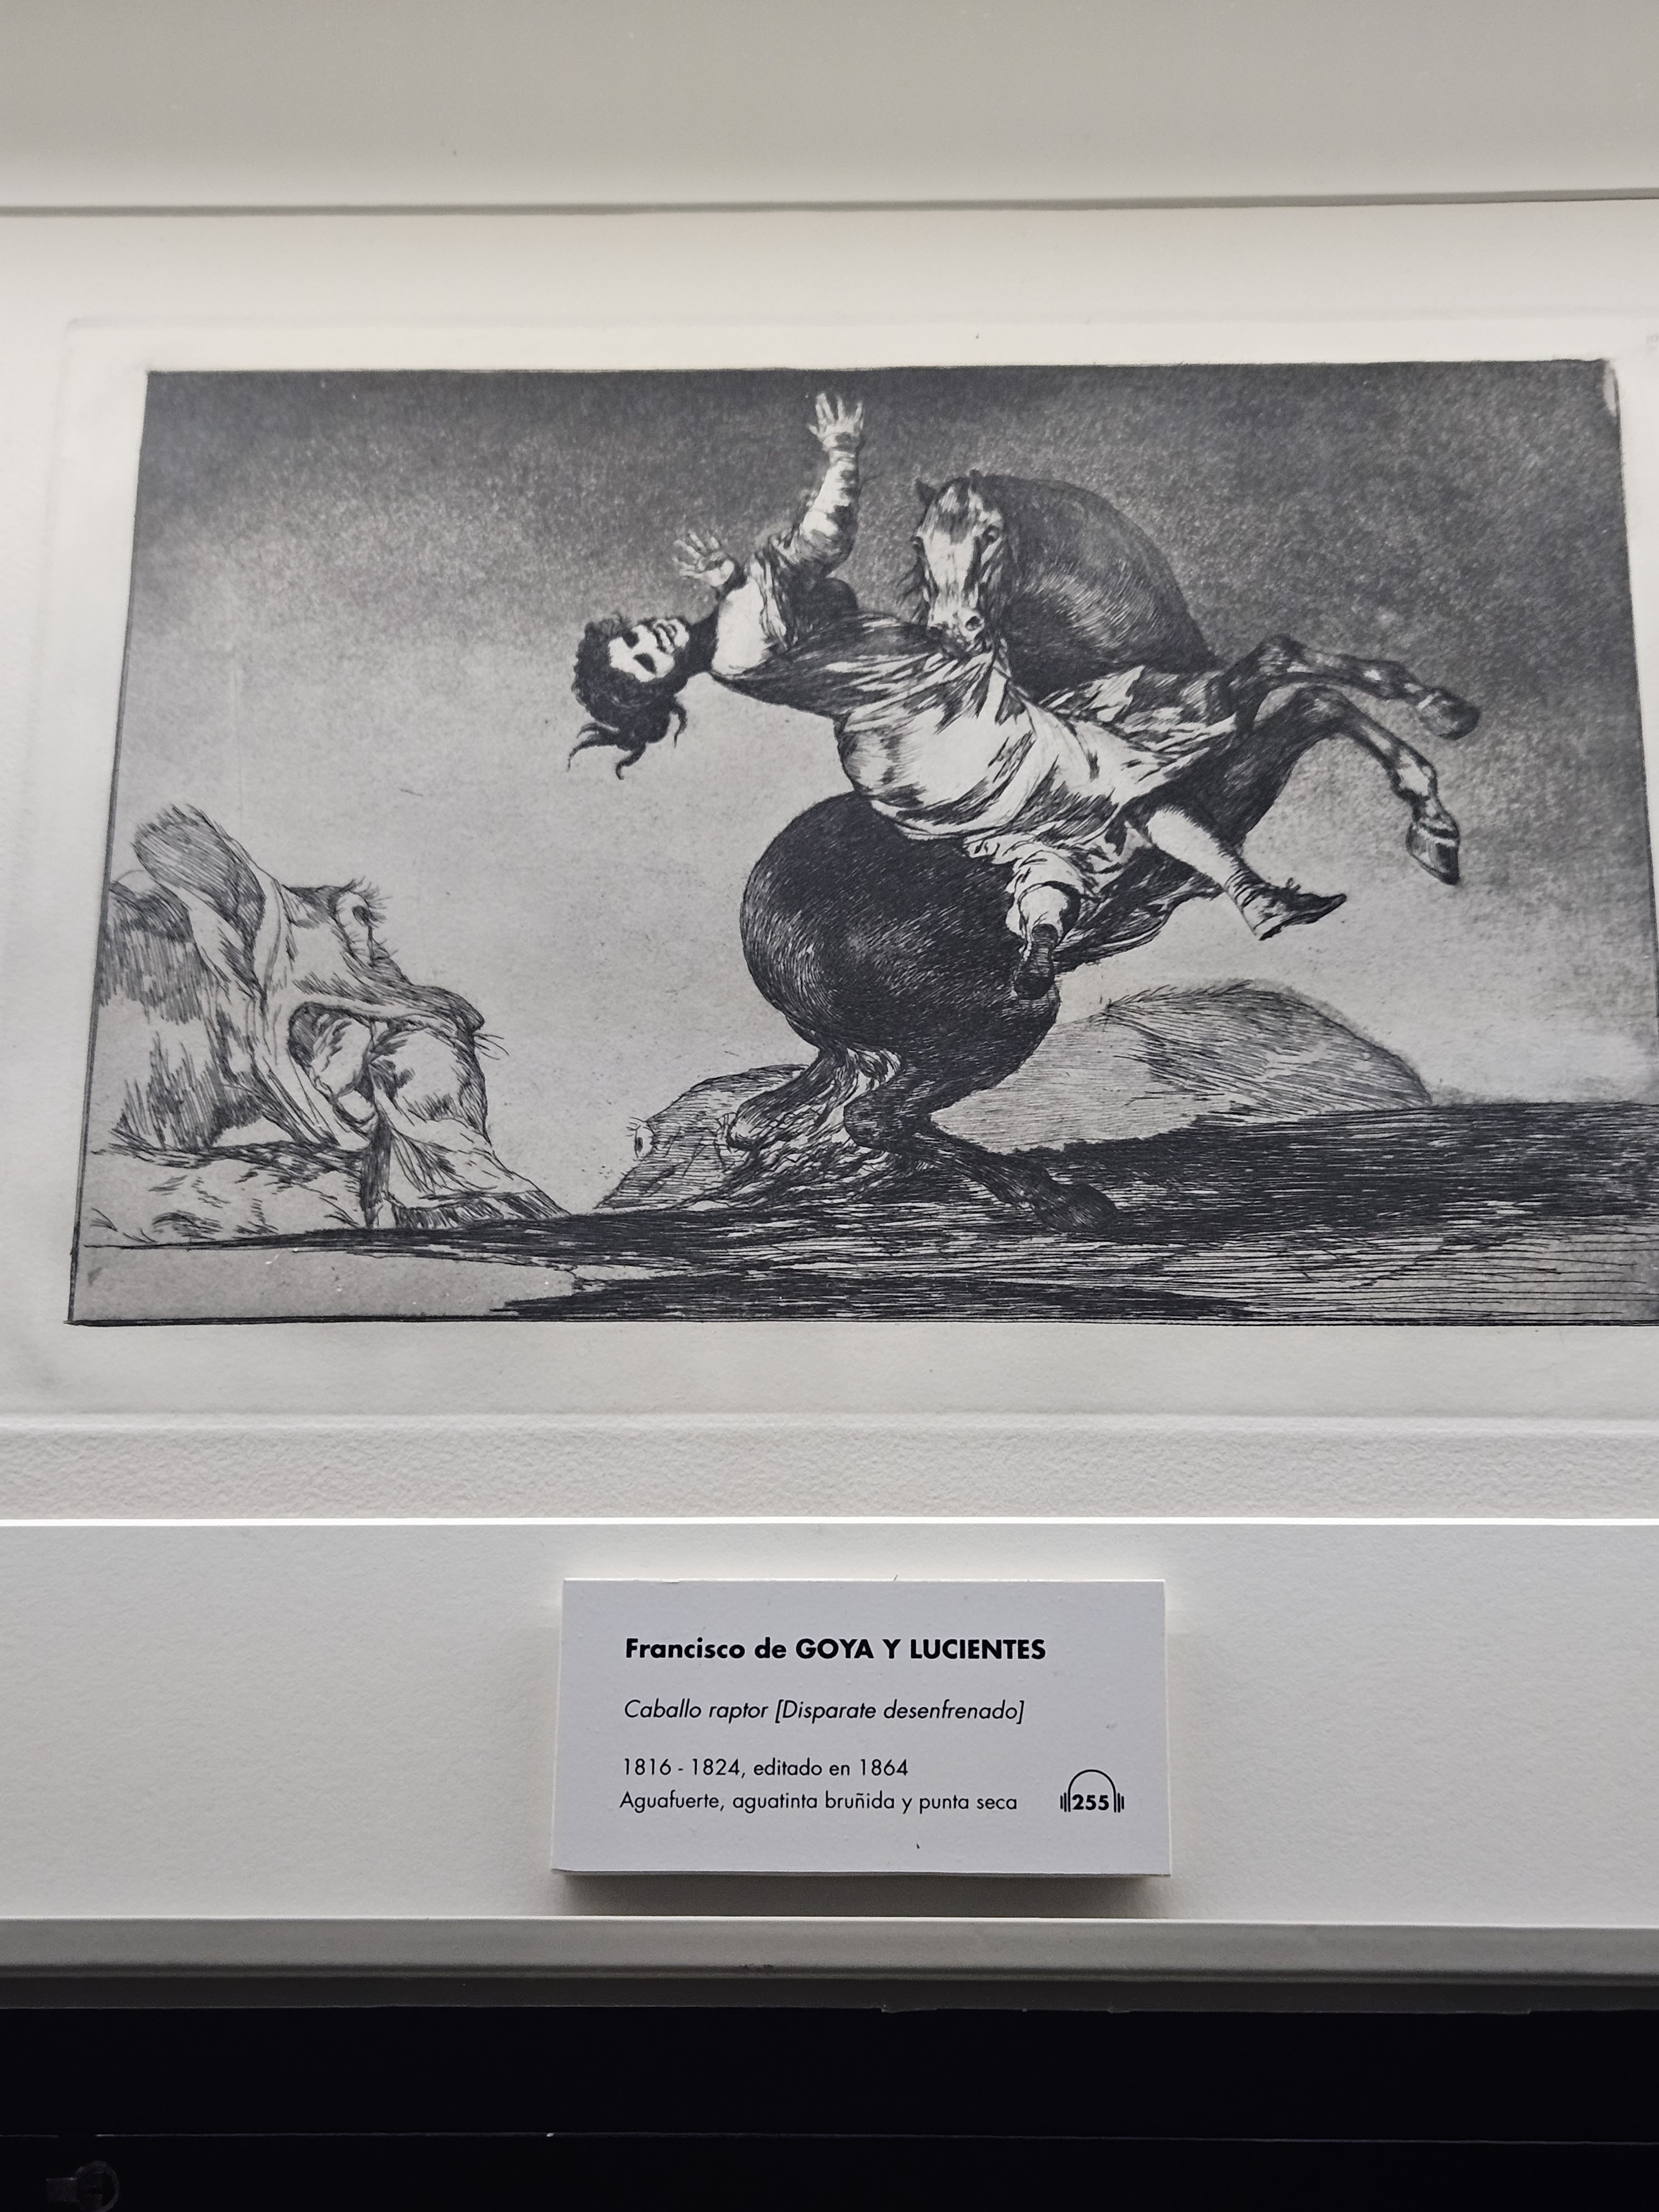 Francisco de GOYA Y LUCIENTES
Caballo raptor [Disparate desenfrenado]
1816 - 1824, editado en 1864
Aguafuerte, aguatinta bruñida y punta seca
255